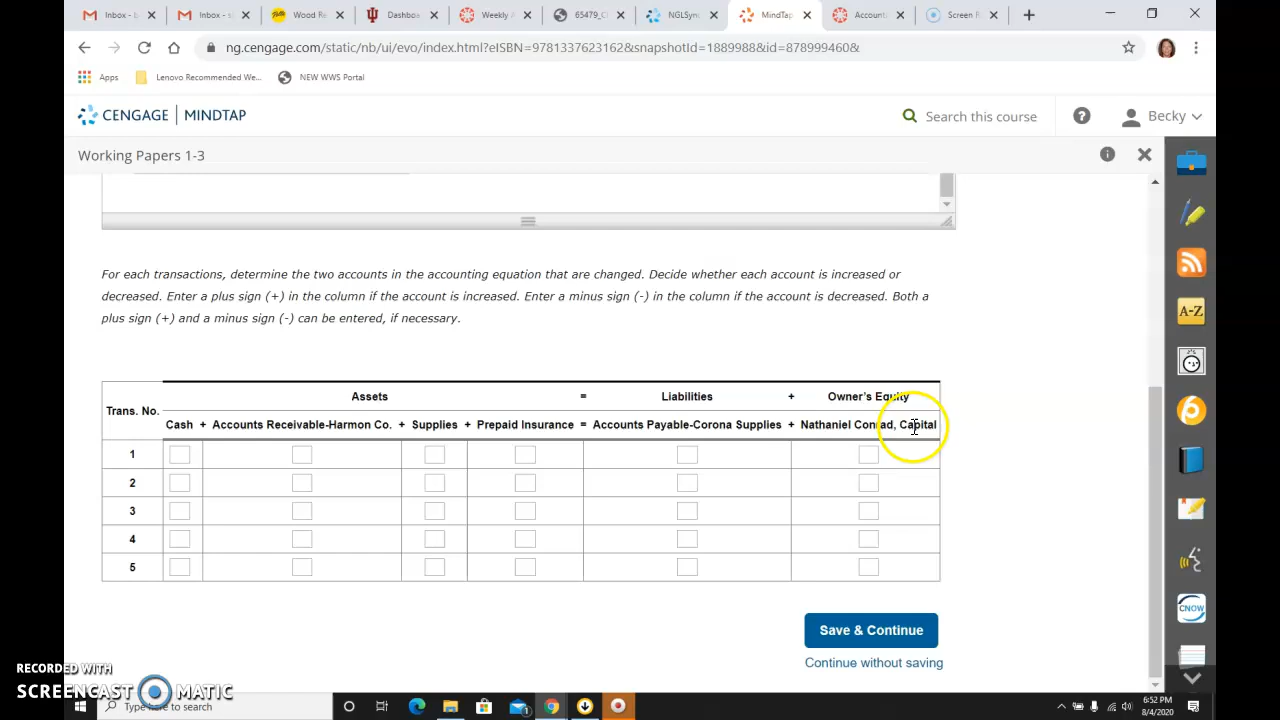 Inbox - b
Inbox - s
Wood Re
Dashboa
Weekly A
65479_C
NGLSync
MindTap
Accounti
Screen R
ng.cengage.com/static/nb/ui/evo/index.html?eISBN=9781337623162&snapshotId=1889988&id=878999460&
Apps
Lenovo Recommended We...
NEW WWS Portal
CENGAGE | MINDTAP
Search this course
Becky
Working Papers 1-3
For each transactions, determine the two accounts in the accounting equation that are changed. Decide whether each account is increased or
decreased. Enter a plus sign (+) in the column if the account is increased. Enter a minus sign (-) in the column if the account is decreased. Both a
plus sign (+) and a minus sign (-) can be entered, if necessary.
Trans. No.
Assets = Liabilities + Owner's Equity
Cash + Accounts Receivable-Harmon Co. + Supplies + Prepaid Insurance = Accounts Payable-Corona Supplies + Nathaniel Conrad, Capital
1
2
3
4
5
Save & Continue
Continue without saving
A-Z
CNOW
RECORDED WITH
SCREENCAST MATIC
Type here to search
6:52 PM
8/4/2020